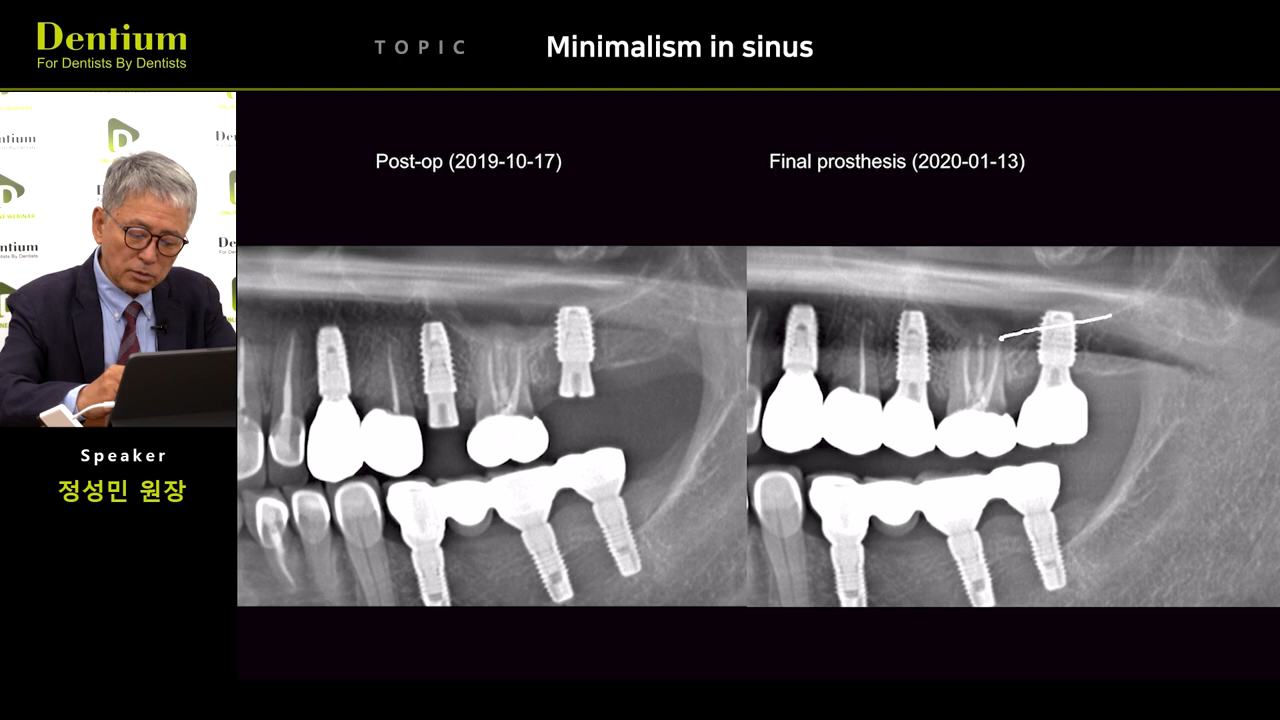 Dentium
For Dentists By Dentists
TOPIC
Minimalism in sinus
Post-op (2019-10-17)
Final prosthesis (2020-01-13)
Dentium
Speaker
정성민 원장